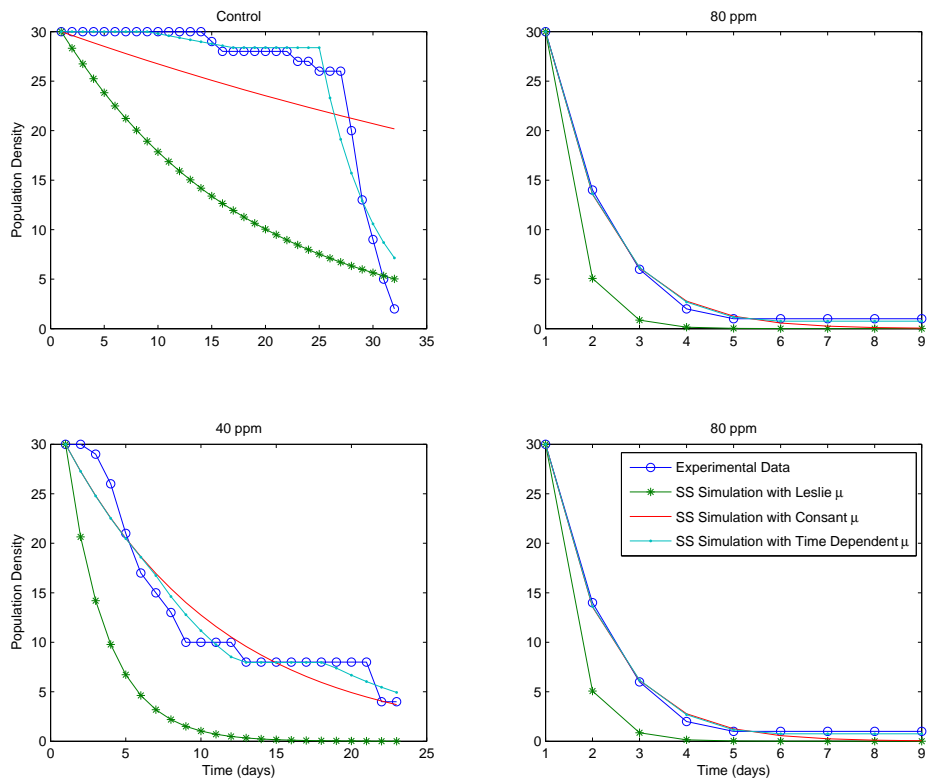 Control
Population Density
30
25
20
15
10
5
0
0 5 10 15 20 25 30 35
80 ppm
30
25
20
15
10
5
0
1 2 3 4 5 6 7 8 9
40 ppm
Population Density
30
25
20
15
10
5
0
0 5 10 15 20 25
Time (days)
80 ppm
30
25
20
15
10
5
0
1 2 3 4 5 6 7 8 9
Time (days)
Experimental Data
SS Simulation with Leslie μ
SS Simulation with Consant μ
SS Simulation with Time Dependent μ